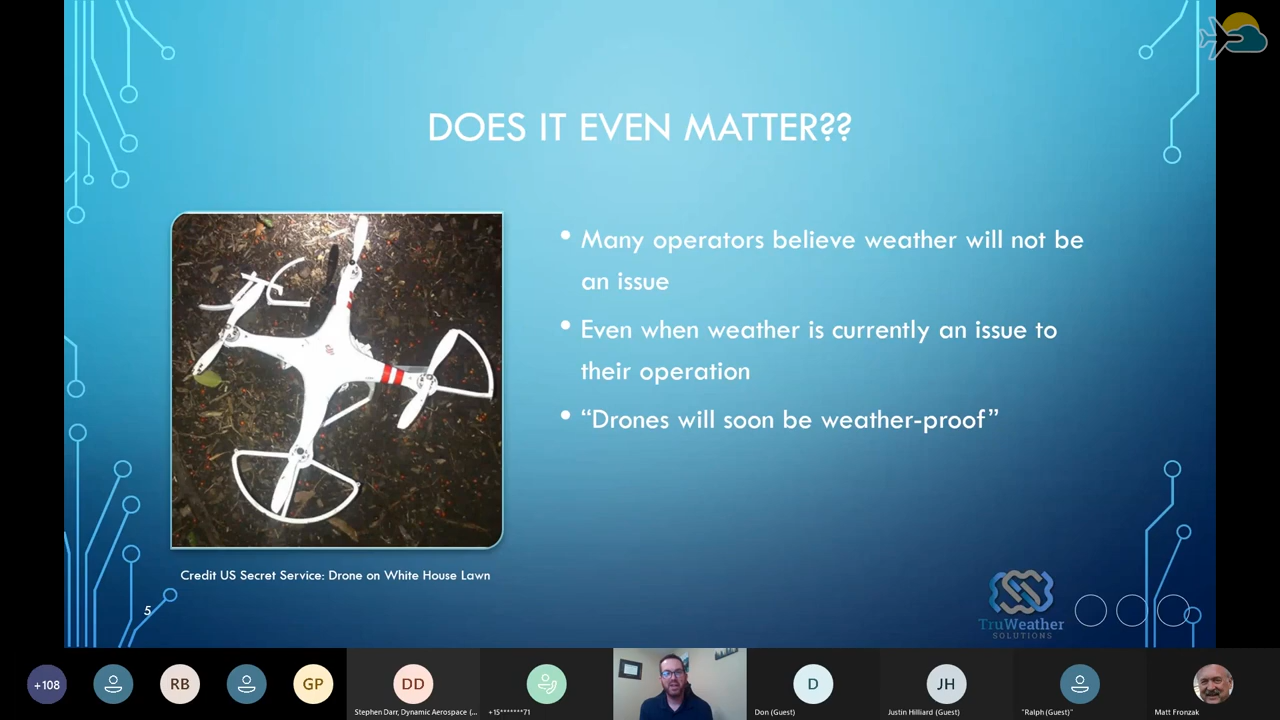 DOES IT EVEN MATTER??
• Many operators believe weather will not be
an issue
• Even when weather is currently an issue to
their operation
• “Drones will soon be weather-proof”
Credit US Secret Service: Drone on White House Lawn
5
TruWeather
SOLUTIONS
+108
RB
GP
DD
D
JH
Stephen Darr, Dynamic Aerospace (...
+15*******71
Don (Guest)
Justin Hilliard (Guest)
"Ralph (Guest)"
Matt Fronzak